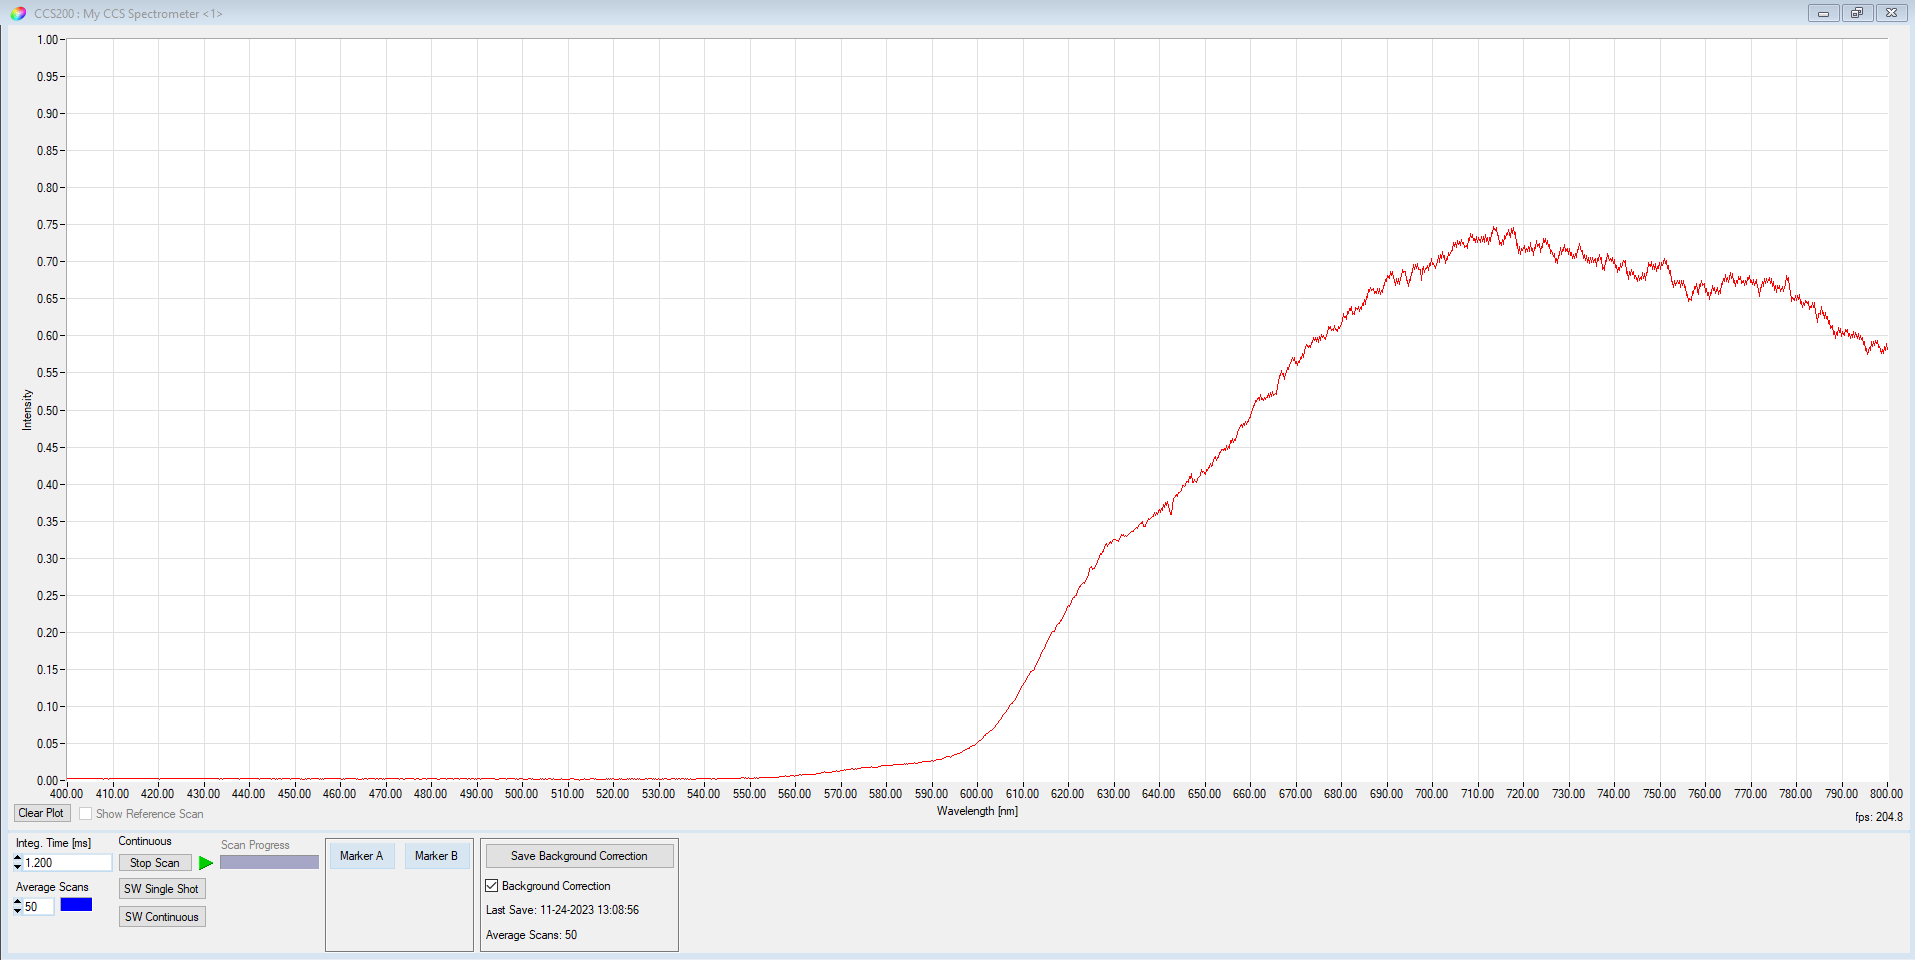 CCS200 : My CCS Spectrometer <1>
1.00
0.95
0.90
0.85
0.80
0.75
0.70
0.65
0.60
0.55
0.50
0.45
0.40
0.35
0.30
0.25
0.20
0.15
0.10
0.05
0.00
Intensity
400.00 410.00 420.00 430.00 440.00 450.00 460.00 470.00 480.00 490.00 500.00 510.00 520.00 530.00 540.00 550.00 560.00 570.00 580.00 590.00 600.00 610.00 620.00 630.00 640.00 650.00 660.00 670.00 680.00 690.00 700.00 710.00 720.00 730.00 740.00 750.00 760.00 770.00 780.00 790.00 800.00
Wavelength [nm]
Clear Plot Show Reference Scan
fps: 204.8
Integ. Time [ms]
1.200
Average Scans
50
Continuous
Stop Scan
SW Single Shot
SW Continuous
Scan Progress
Marker A Marker B
Save Background Correction
Background Correction
Last Save: 11-24-2023 13:08:56
Average Scans: 50